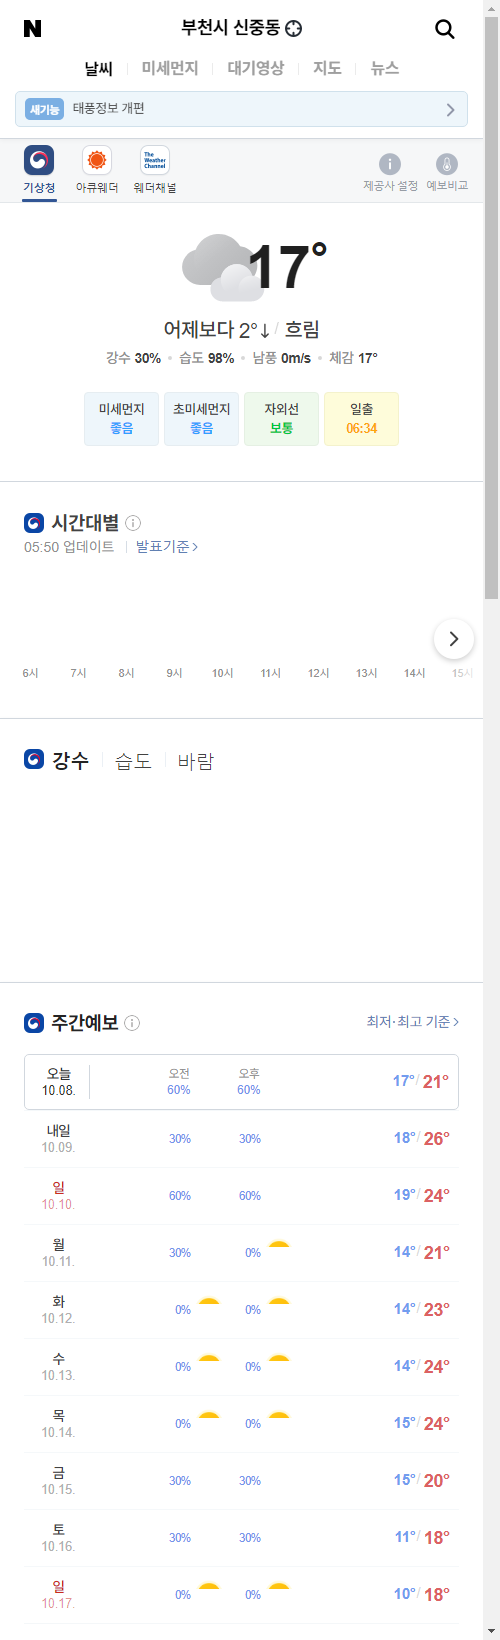 N 부천시 신중동
날씨 미세먼지 대기영상 지도 뉴스
새기능 태풍정보 개편
The Weather Channel
기상청 아큐웨더 웨더채널 제공사 설정 예보비교
17°
어제보다 2°↓ / 흐림
강수 30% • 습도 98% • 남풍 0m/s • 체감 17°
미세먼지 초미세먼지 자외선 일출
좋음 좋음 보통 06:34
시간대별
05:50 업데이트 발표기준 >
6시 7시 8시 9시 10시 11시 12시 13시 14시 15시
강수 습도 바람
주간예보 최저·최고 기준 >
오늘 오전 오후
10.08. 60% 60% 17°/ 21°
내일
10.09. 30% 30% 18°/ 26°
일
10.10. 60% 60% 19°/ 24°
월
10.11. 30% 0% 14°/ 21°
화
10.12. 0% 0% 14°/ 23°
수
10.13. 0% 0% 14°/ 24°
목
10.14. 0% 0% 15°/ 24°
금
10.15. 30% 30% 15°/ 20°
토
10.16. 30% 30% 11°/ 18°
일
10.17. 0% 0% 10°/ 18°